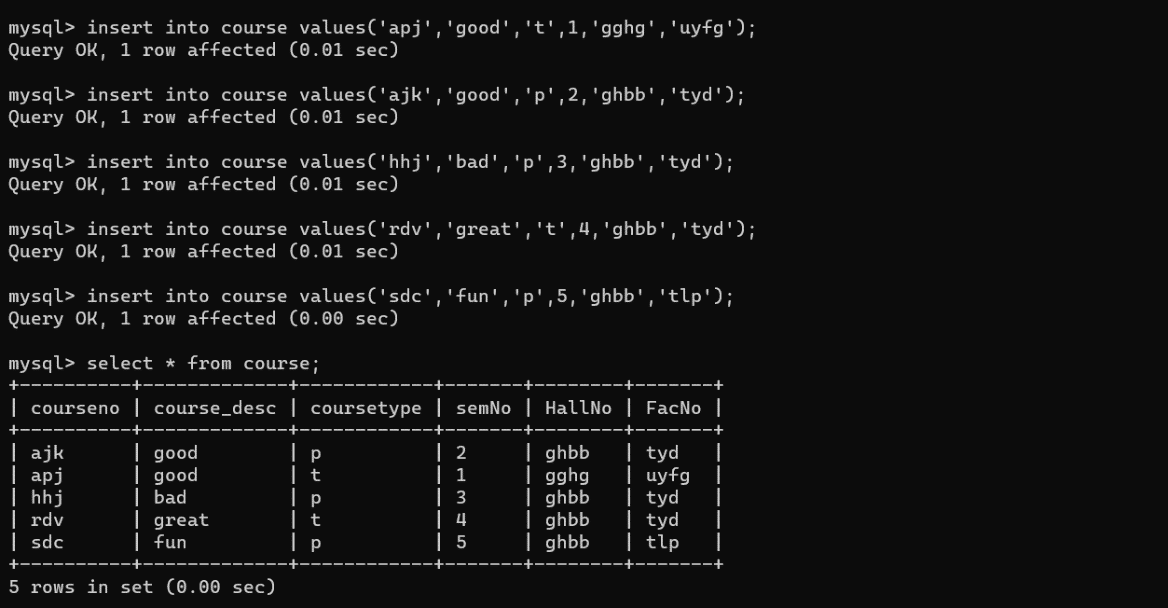 mysql> insert into course values('apj','good','t',1,'gghg','uyfg');
Query OK, 1 row affected (0.01 sec)

mysql> insert into course values('ajk','good','p',2,'ghbb','tyd');
Query OK, 1 row affected (0.01 sec)

mysql> insert into course values('hhj','bad','p',3,'ghbb','tyd');
Query OK, 1 row affected (0.01 sec)

mysql> insert into course values('rdv','great','t',4,'ghbb','tyd');
Query OK, 1 row affected (0.01 sec)

mysql> insert into course values('sdc','fun','p',5,'ghbb','tlp');
Query OK, 1 row affected (0.00 sec)

mysql> select * from course;
+----------+-------------+------------+-------+--------+-------+
| courseno | course_desc | coursetype | semNo | HallNo | FacNo |
+----------+-------------+------------+-------+--------+-------+
| ajk      | good        | p          | 2     | ghbb   | tyd   |
| apj      | good        | t          | 1     | gghg   | uyfg  |
| hhj      | bad         | p          | 3     | ghbb   | tyd   |
| rdv      | great       | t          | 4     | ghbb   | tyd   |
| sdc      | fun         | p          | 5     | ghbb   | tlp   |
+----------+-------------+------------+-------+--------+-------+
5 rows in set (0.00 sec)